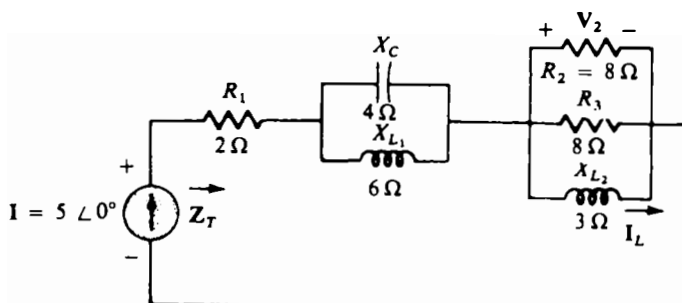 + V₂ −
R₂ = 8 Ω
X_C
4 Ω
R₁
2 Ω
X_L₁
6 Ω
R₃
8 Ω
X_L₂
3 Ω
I_L
+
I = 5 ∠0°
Z_T
−